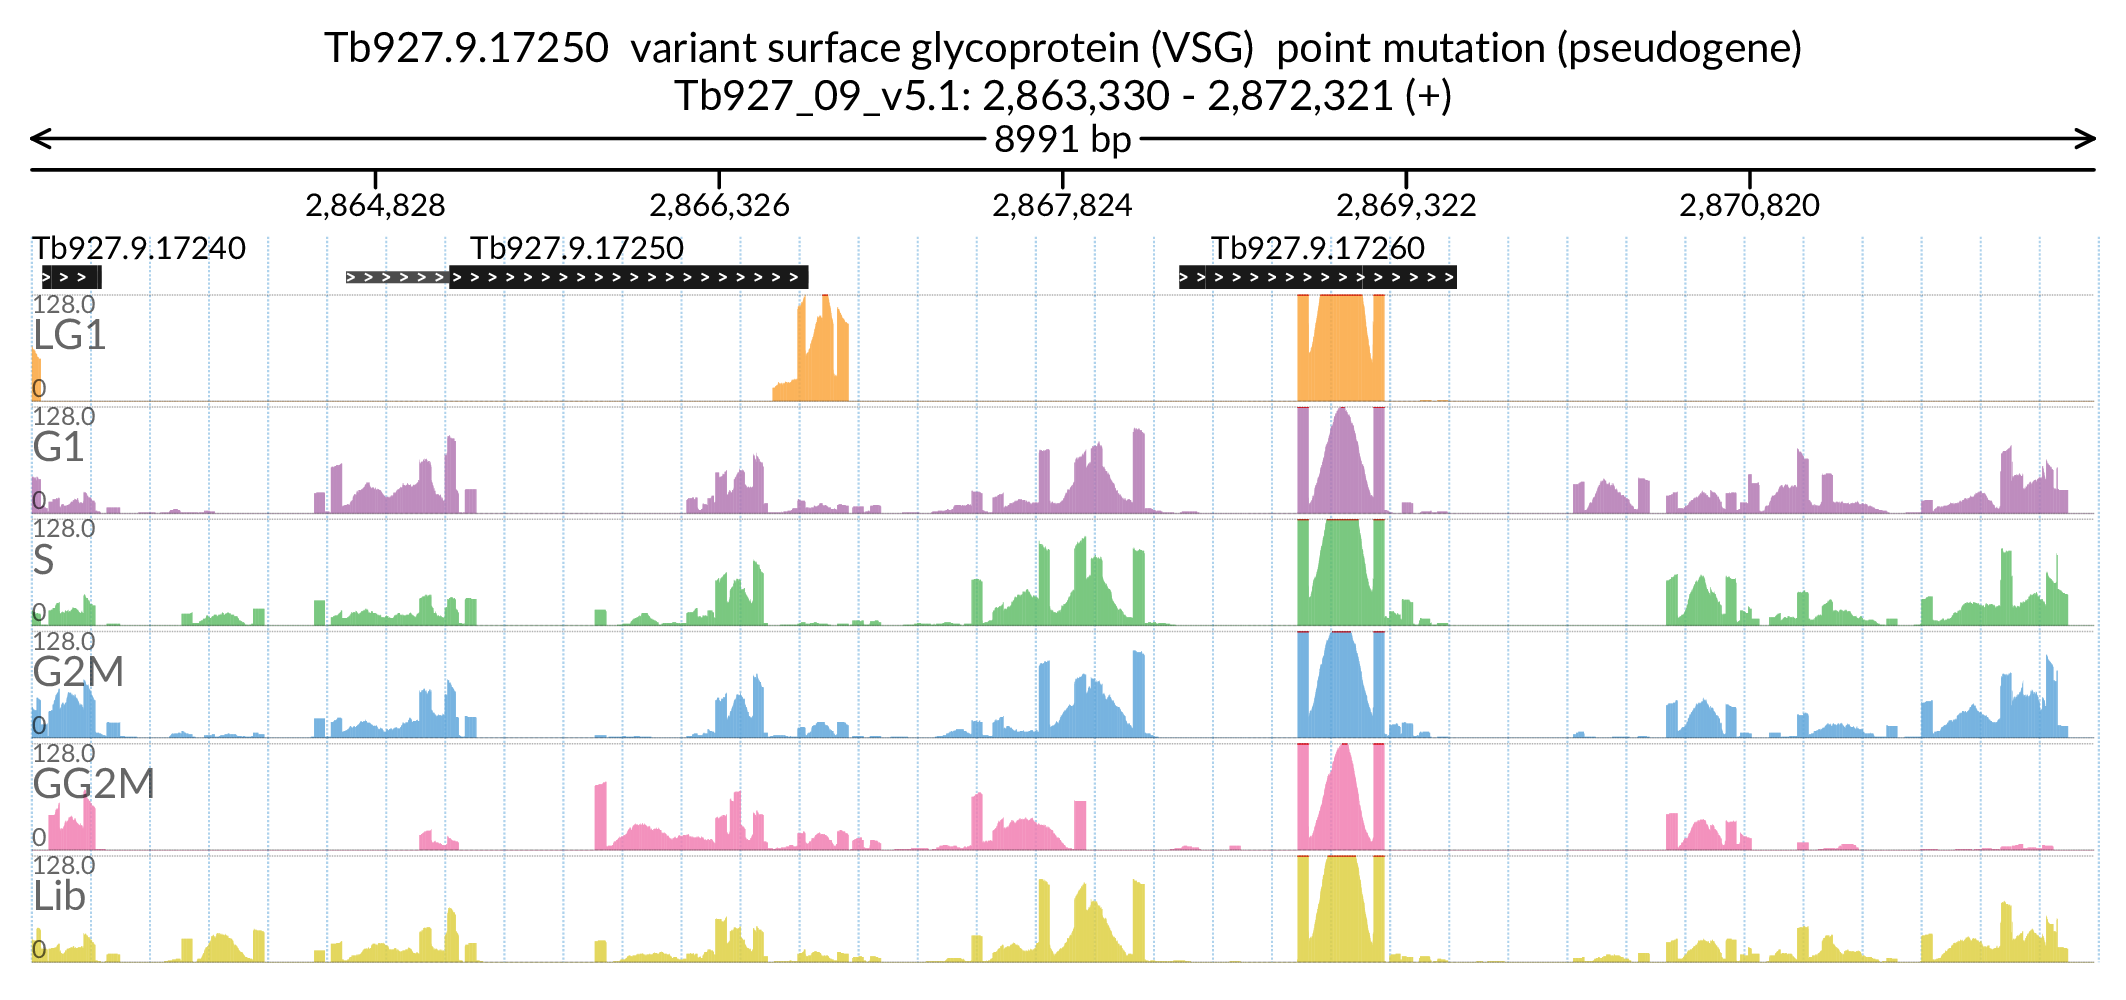 Tb927.9.17250 variant surface glycoprotein (VSG) point mutation (pseudogene)
Tb927_09_v5.1: 2,863,330 - 2,872,321 (+)
8991 bp
2,864,828 2,866,326 2,867,824 2,869,322 2,870,820
Tb927.9.17240 Tb927.9.17250 Tb927.9.17260
128.0
LG1
0
128.0
G1
0
128.0
S
0
128.0
G2M
0
128.0
GG2M
0
128.0
Lib
0